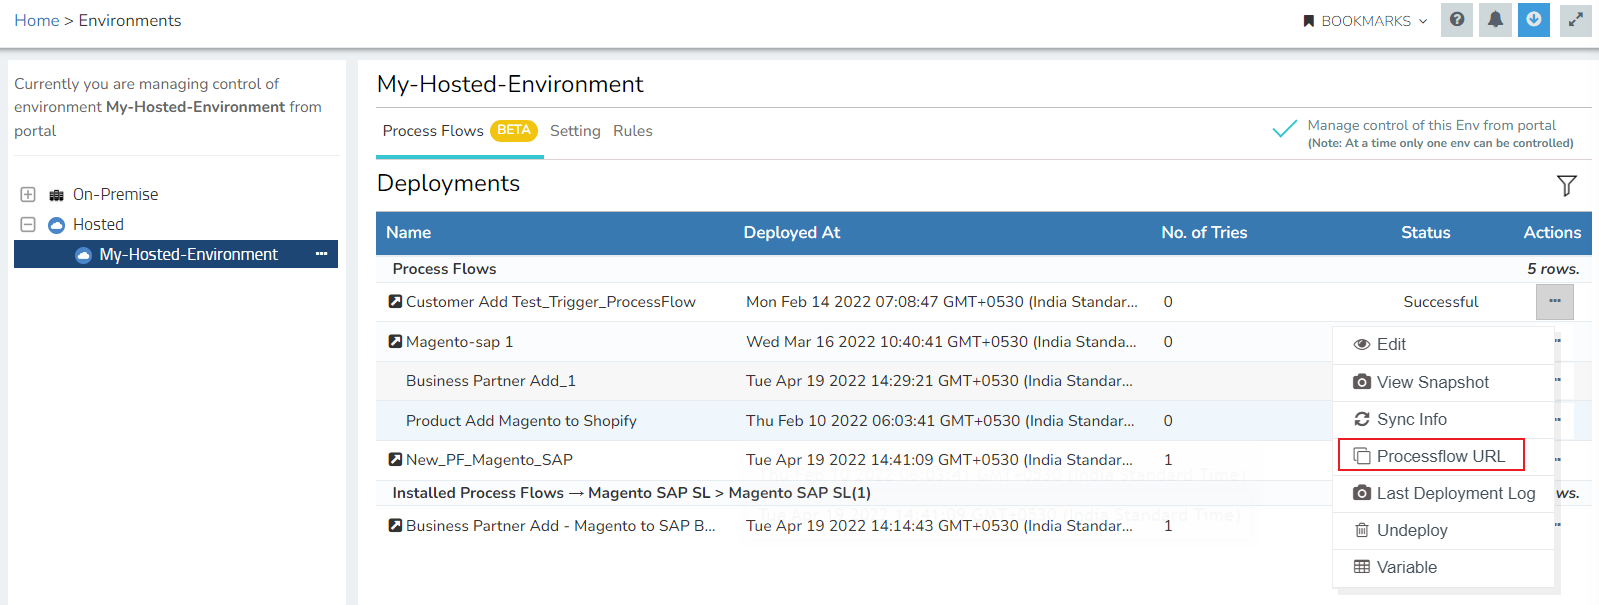 Home > Environments
BOOKMARKS
Currently you are managing control of
environment My-Hosted-Environment from
portal
On-Premise
Hosted
My-Hosted-Environment ...
My-Hosted-Environment
Process Flows BETA Setting Rules
Manage control of this Env from portal
(Note: At a time only one env can be controlled)
Deployments
Name Deployed At No. of Tries Status Actions
Process Flows 5 rows.
Customer Add Test_Trigger_ProcessFlow Mon Feb 14 2022 07:08:47 GMT+0530 (India Standar... 0 Successful ...
Magento-sap 1 Wed Mar 16 2022 10:40:41 GMT+0530 (India Standa... 0
Business Partner Add_1 Tue Apr 19 2022 14:29:21 GMT+0530 (India Standar...
Product Add Magento to Shopify Thu Feb 10 2022 06:03:41 GMT+0530 (India Standar... 0
New_PF_Magento_SAP Tue Apr 19 2022 14:41:09 GMT+0530 (India Standar... 1
Installed Process Flows → Magento SAP SL > Magento SAP SL(1) ws.
Business Partner Add - Magento to SAP B... Tue Apr 19 2022 14:14:43 GMT+0530 (India Standar... 1
Edit
View Snapshot
Sync Info
Processflow URL
Last Deployment Log
Undeploy
Variable